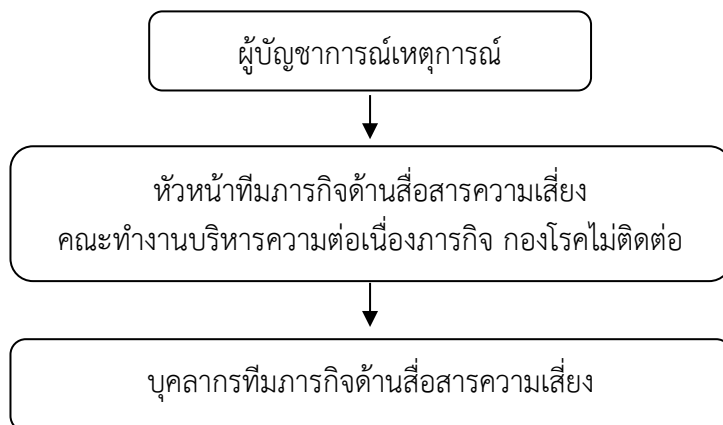 ผู้บัญชาการณ์เหตุการณ์
หัวหน้าทีมภารกิจด้านสื่อสารความเสี่ยง
คณะทำงานบริหารความต่อเนื่องภารกิจ กองโรคไม่ติดต่อ
บุคลากรทีมภารกิจด้านสื่อสารความเสี่ยง